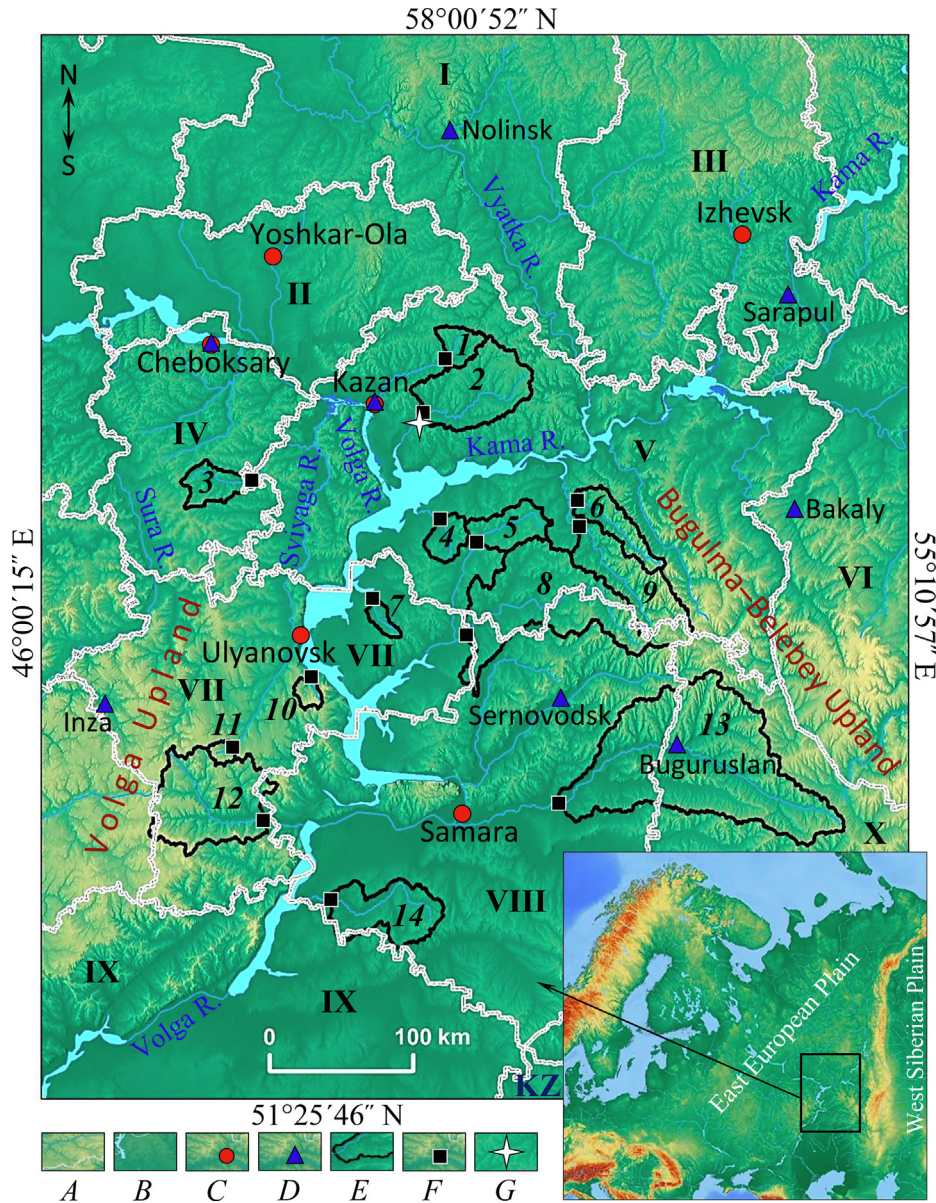 58°00´52˝ N
N
S
I
Nolinsk
III
Kama R.
Vyatka R.
Izhevsk
Yoshkar-Ola
II
Sarapul
Cheboksary
1
2
Kazan
IV
Volga R.
Kama R.
V
3
Sura R.
Sviyaga R.
4
5
6
Bakaly
Bugulma–Belebey Upland
VI
46°00´15˝ E
55°10´57˝ E
7
8
9
Ulyanovsk
VII
VII
Volga Upland
Inza
10
Sernovodsk
11
13
Buguruslan
12
Samara
X
14
VIII
IX
IX
Volga R.
0
100 km
KZ
51°25´46˝ N
East European Plain
West Siberian Plain
A
B
C
D
E
F
G